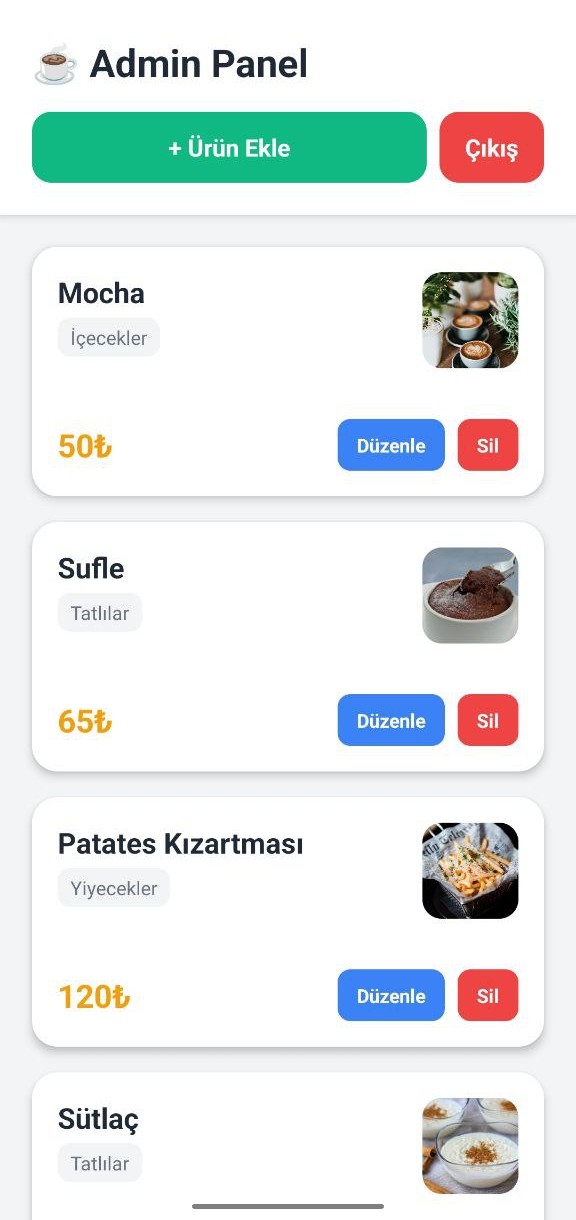 Admin Panel
+ Ürün Ekle
Çıkış
Mocha
İçecekler
50₺
Düzenle
Sil
Sufle
Tatlılar
65₺
Düzenle
Sil
Patates Kızartması
Yiyecekler
120₺
Düzenle
Sil
Sütlaç
Tatlılar